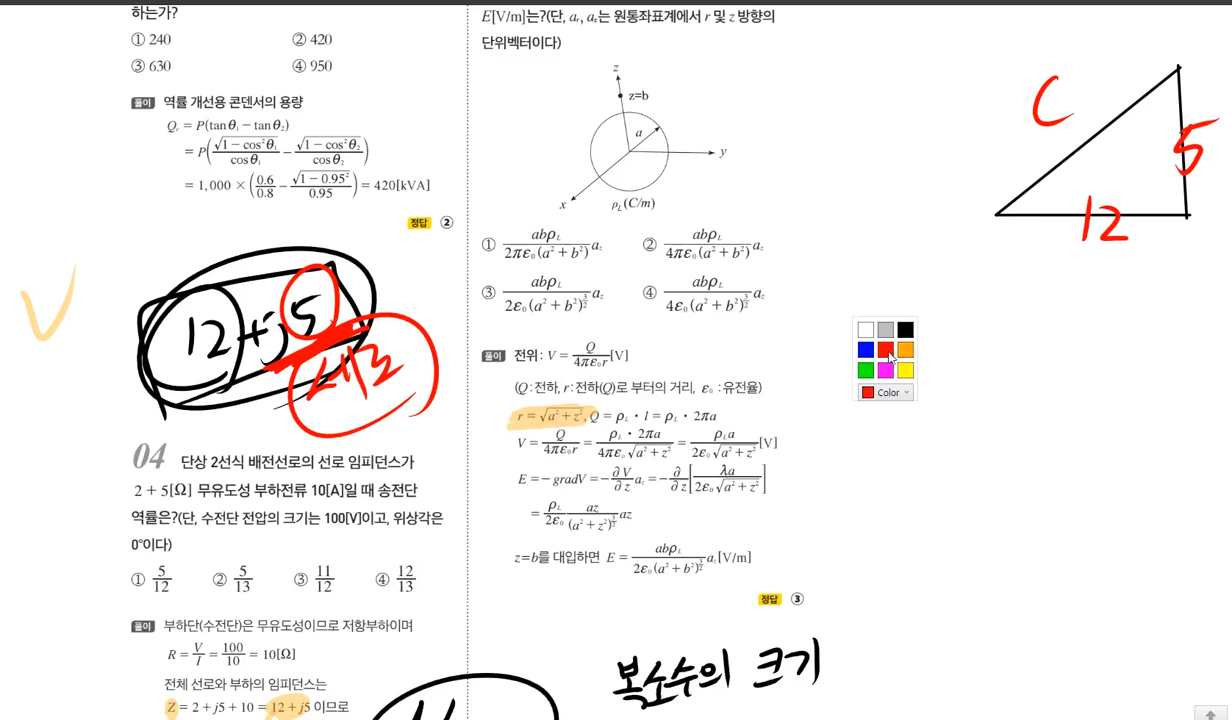 하는가?
① 240 ② 420
③ 630 ④ 950
풀이 역률 개선용 콘덴서의 용량
Q꜀ = P(tanθ₁ − tanθ₂)
= P(√(1 − cos²θ₁)/cosθ₁ − √(1 − cos²θ₂)/cosθ₂)
= 1,000 × (0.6/0.8 − √(1 − 0.95²)/0.95) = 420[kVA]
정답 ②
V
12+j5
04 단상 2선식 배전선로의 선로 임피던스가
2 + 5[Ω] 무유도성 부하전류 10[A]일 때 송전단
역률은?(단, 수전단 전압의 크기는 100[V]이고, 위상각은
0°이다)
① 5/12 ② 5/13 ③ 11/12 ④ 12/13
풀이 부하단(수전단)은 무유도성이므로 저항부하이며
R = V/I = 100/10 = 10[Ω]
전체 선로와 부하의 임피던스는
Z = 2 + j5 + 10 = 12 + j5 이므로
E[V/m]는?(단, aᵣ, a_z는 원통좌표계에서 r 및 z 방향의
단위벡터이다)
z
z=b
a
y
x
ρ_L(C/m)
① abρ_L/2πε₀(a² + b²) a_z ② abρ_L/4πε₀(a² + b²) a_z
③ abρ_L/2ε₀(a² + b²)^(3/2) a_z ④ abρ_L/4ε₀(a² + b²)^(3/2) a_z
풀이 전위 : V = Q/4πε₀r [V]
(Q : 전하, r : 전하(Q)로 부터의 거리, ε₀ : 유전율)
r = √(a² + z²), Q = ρ_L · l = ρ_L · 2πa
V = Q/4πε₀r = ρ_L · 2πa/4πε₀√(a² + z²) = ρ_L a/2ε₀√(a² + z²) [V]
E = − gradV = − ∂V/∂z a_z = − ∂/∂z [λa/2ε₀√(a² + z²)]
= ρ_L/2ε₀ az/(a² + z²)^(3/2) az
z=b를 대입하면 E = abρ_L/2ε₀(a² + b²)^(3/2) a_z [V/m]
정답 ③
복소수의 크기
C
5
12
Color